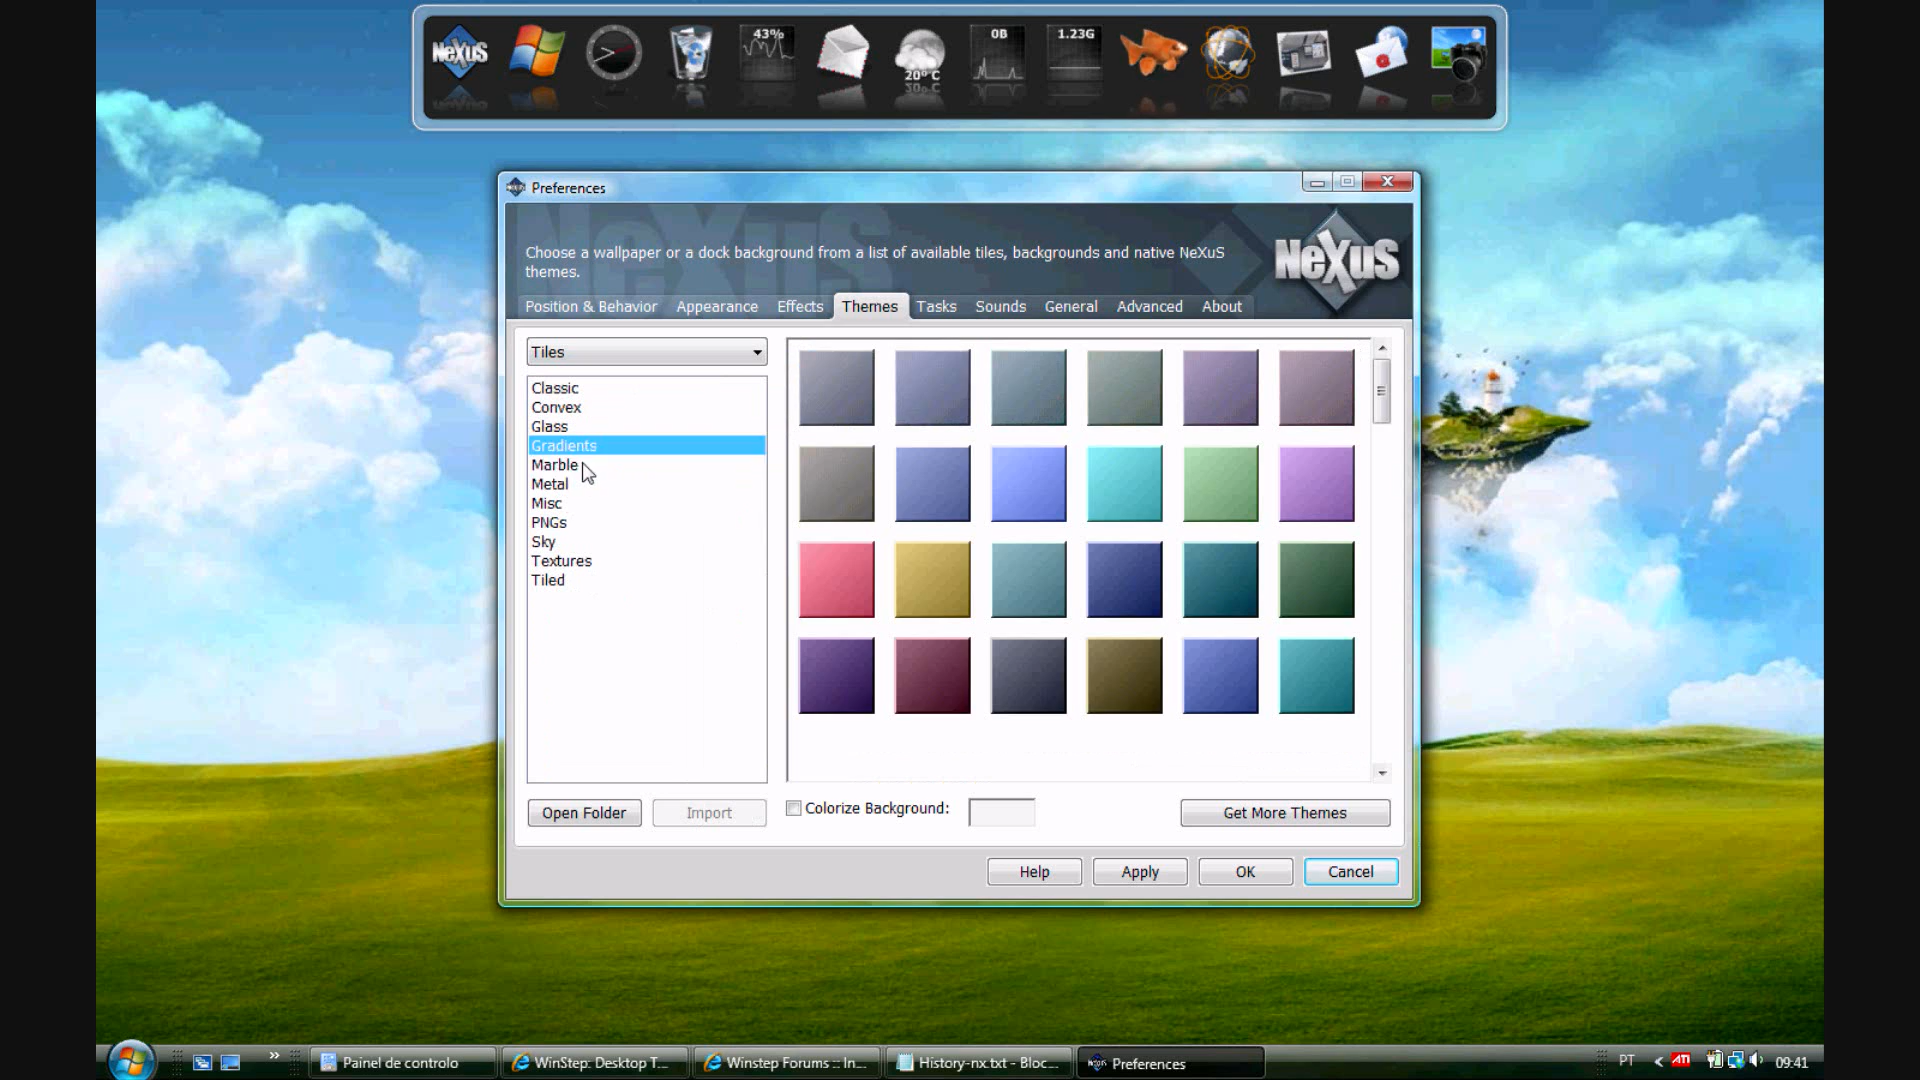 NeXuS
43%
20º C
0B
1.23G
Preferences
Choose a wallpaper or a dock background from a list of available tiles, backgrounds and native NeXuS
themes.
NeXuS
Position & Behavior Appearance Effects Themes Tasks Sounds General Advanced About
Tiles
Classic
Convex
Glass
Gradients
Marble
Metal
Misc
PNGs
Sky
Textures
Tiled
Open Folder Import Colorize Background: Get More Themes
Help Apply OK Cancel
Painel de controlo WinStep: Desktop T... Winstep Forums :: In... History-nx.txt - Bloc... Preferences PT ATI 09:41